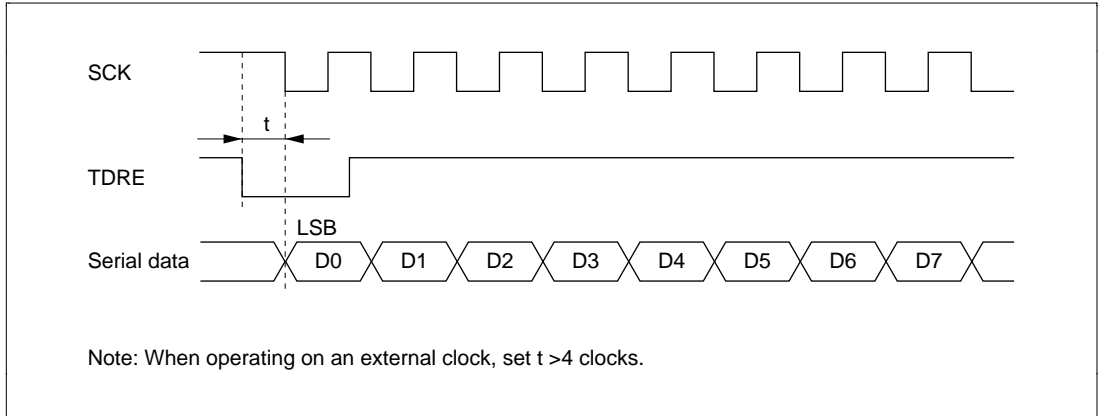 SCK
t
TDRE
LSB
Serial data D0 D1 D2 D3 D4 D5 D6 D7
Note: When operating on an external clock, set t >4 clocks.